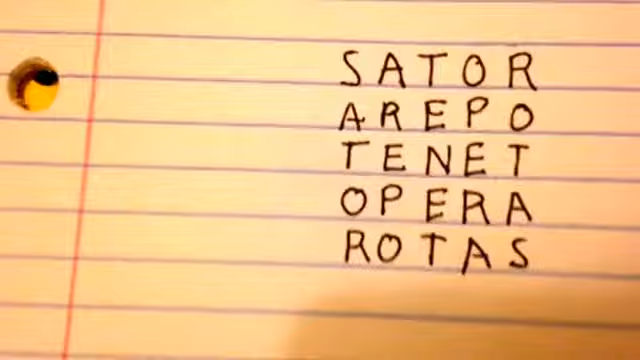 SATOR
AREPO
TENET
OPERA
ROTAS